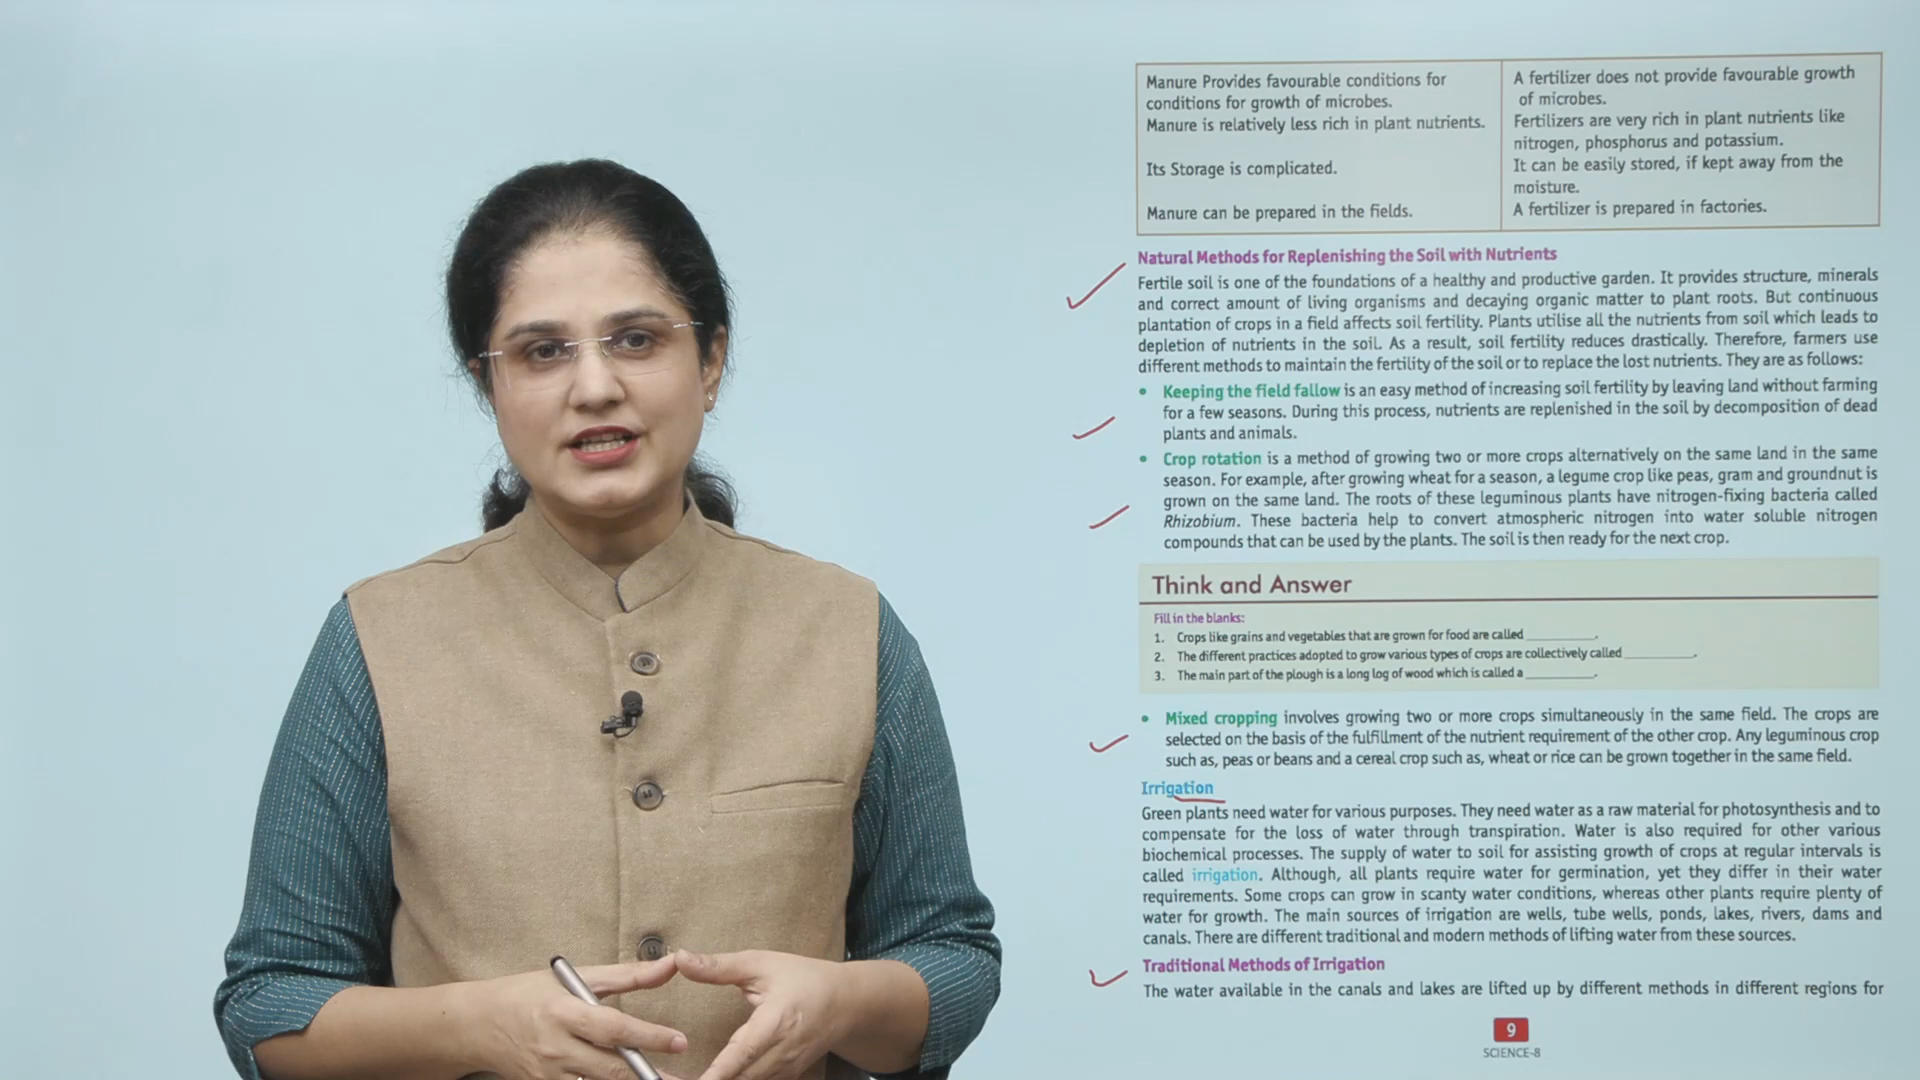 Manure Provides favourable conditions for
conditions for growth of microbes.
Manure is relatively less rich in plant nutrients.
Its Storage is complicated.
Manure can be prepared in the fields.
A fertilizer does not provide favourable growth
of microbes.
Fertilizers are very rich in plant nutrients like
nitrogen, phosphorus and potassium.
It can be easily stored, if kept away from the
moisture.
A fertilizer is prepared in factories.
Natural Methods for Replenishing the Soil with Nutrients
Fertile soil is one of the foundations of a healthy and productive garden. It provides structure, minerals
and correct amount of living organisms and decaying organic matter to plant roots. But continuous
plantation of crops in a field affects soil fertility. Plants utilise all the nutrients from soil which leads to
depletion of nutrients in the soil. As a result, soil fertility reduces drastically. Therefore, farmers use
different methods to maintain the fertility of the soil or to replace the lost nutrients. They are as follows:
• Keeping the field fallow is an easy method of increasing soil fertility by leaving land without farming
for a few seasons. During this process, nutrients are replenished in the soil by decomposition of dead
plants and animals.
• Crop rotation is a method of growing two or more crops alternatively on the same land in the same
season. For example, after growing wheat for a season, a legume crop like peas, gram and groundnut is
grown on the same land. The roots of these leguminous plants have nitrogen-fixing bacteria called
Rhizobium. These bacteria help to convert atmospheric nitrogen into water soluble nitrogen
compounds that can be used by the plants. The soil is then ready for the next crop.
Think and Answer
Fill in the blanks:
1. Crops like grains and vegetables that are grown for food are called __________.
2. The different practices adopted to grow various types of crops are collectively called __________.
3. The main part of the plough is a long log of wood which is called a __________.
• Mixed cropping involves growing two or more crops simultaneously in the same field. The crops are
selected on the basis of the fulfillment of the nutrient requirement of the other crop. Any leguminous crop
such as, peas or beans and a cereal crop such as, wheat or rice can be grown together in the same field.
Irrigation
Green plants need water for various purposes. They need water as a raw material for photosynthesis and to
compensate for the loss of water through transpiration. Water is also required for other various
biochemical processes. The supply of water to soil for assisting growth of crops at regular intervals is
called irrigation. Although, all plants require water for germination, yet they differ in their water
requirements. Some crops can grow in scanty water conditions, whereas other plants require plenty of
water for growth. The main sources of irrigation are wells, tube wells, ponds, lakes, rivers, dams and
canals. There are different traditional and modern methods of lifting water from these sources.
Traditional Methods of Irrigation
The water available in the canals and lakes are lifted up by different methods in different regions for
9
SCIENCE-8